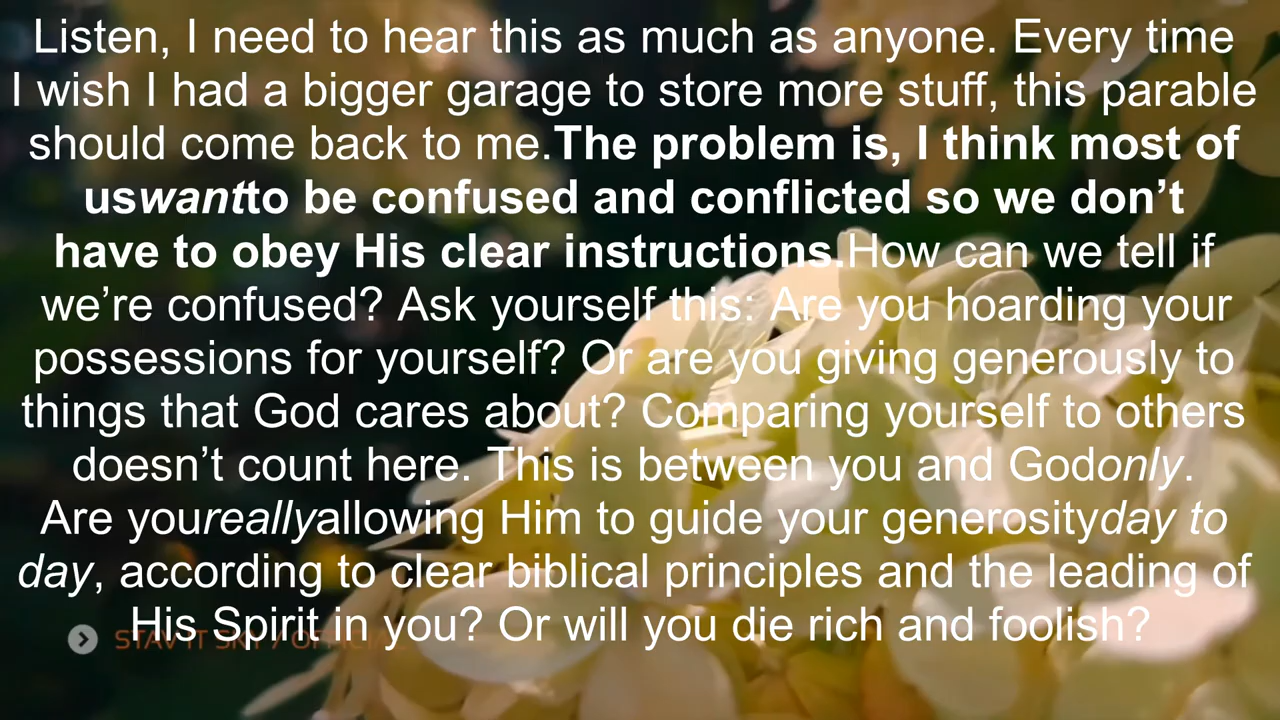 Listen, I need to hear this as much as anyone. Every time
I wish I had a bigger garage to store more stuff, this parable
should come back to me.The problem is, I think most of
uswantto be confused and conflicted so we don’t
have to obey His clear instructions.How can we tell if
we’re confused? Ask yourself this: Are you hoarding your
possessions for yourself? Or are you giving generously to
things that God cares about? Comparing yourself to others
doesn’t count here. This is between you and Godonly.
Are youreallyallowing Him to guide your generosityday to
day, according to clear biblical principles and the leading of
His Spirit in you? Or will you die rich and foolish?